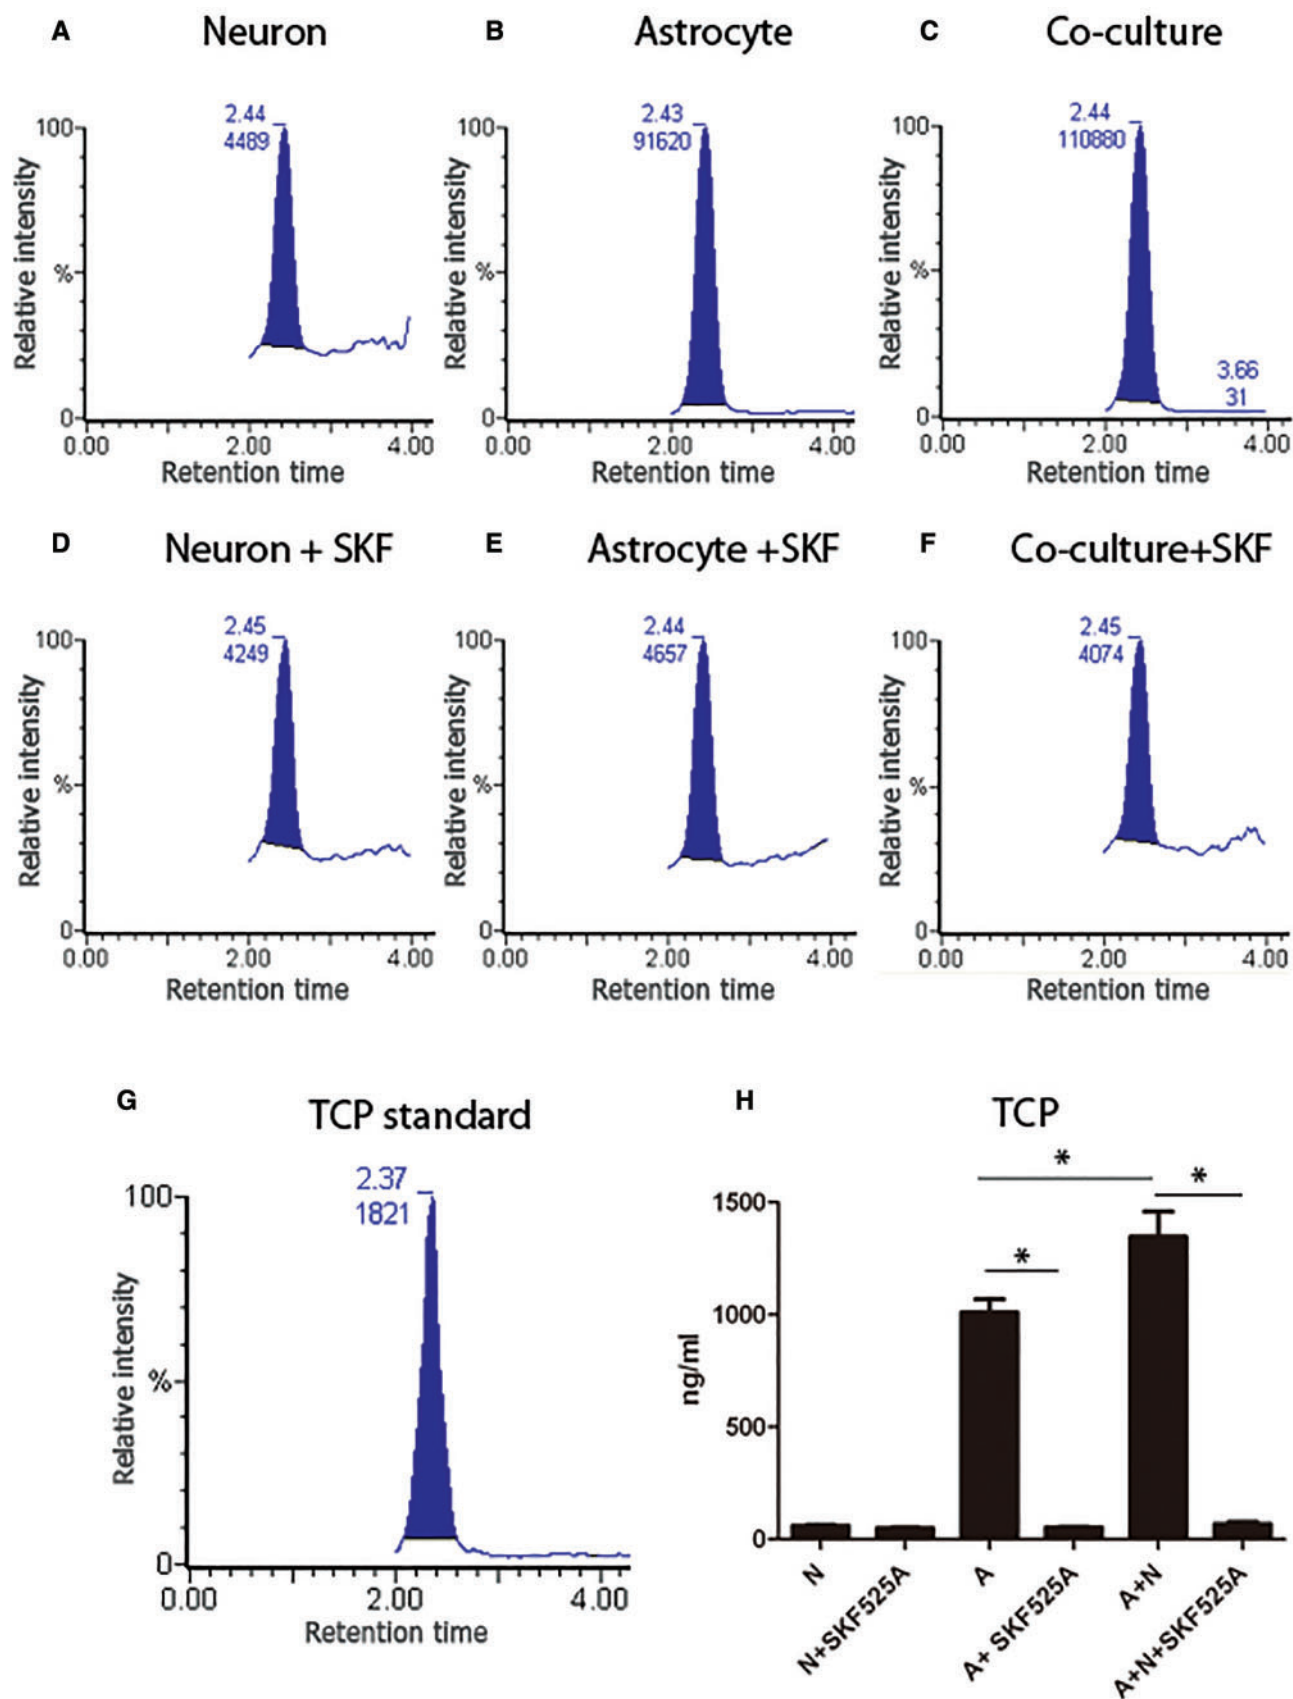 A
Neuron
2.44
4489
100
%
0
0.00
2.00
4.00
Relative intensity
Retention time
B
Astrocyte
2.43
91620
100
%
0
0.00
2.00
4.00
Relative intensity
Retention time
C
Co-culture
2.44
110880
3.66
31
100
%
0
0.00
2.00
4.00
Relative intensity
Retention time
D
Neuron + SKF
2.45
4249
100
%
0
0.00
2.00
4.00
Relative intensity
Retention time
E
Astrocyte +SKF
2.44
4657
100
%
0
0.00
2.00
4.00
Relative intensity
Retention time
F
Co-culture+SKF
2.45
4074
100
%
0
0.00
2.00
4.00
Relative intensity
Retention time
G
TCP standard
2.37
1821
100
%
0
0.00
2.00
4.00
Relative intensity
Retention time
H
TCP
*
*
*
1500
1000
500
0
ng/ml
N
N+SKF525A
A
A+ SKF525A
A+N
A+N+SKF525A